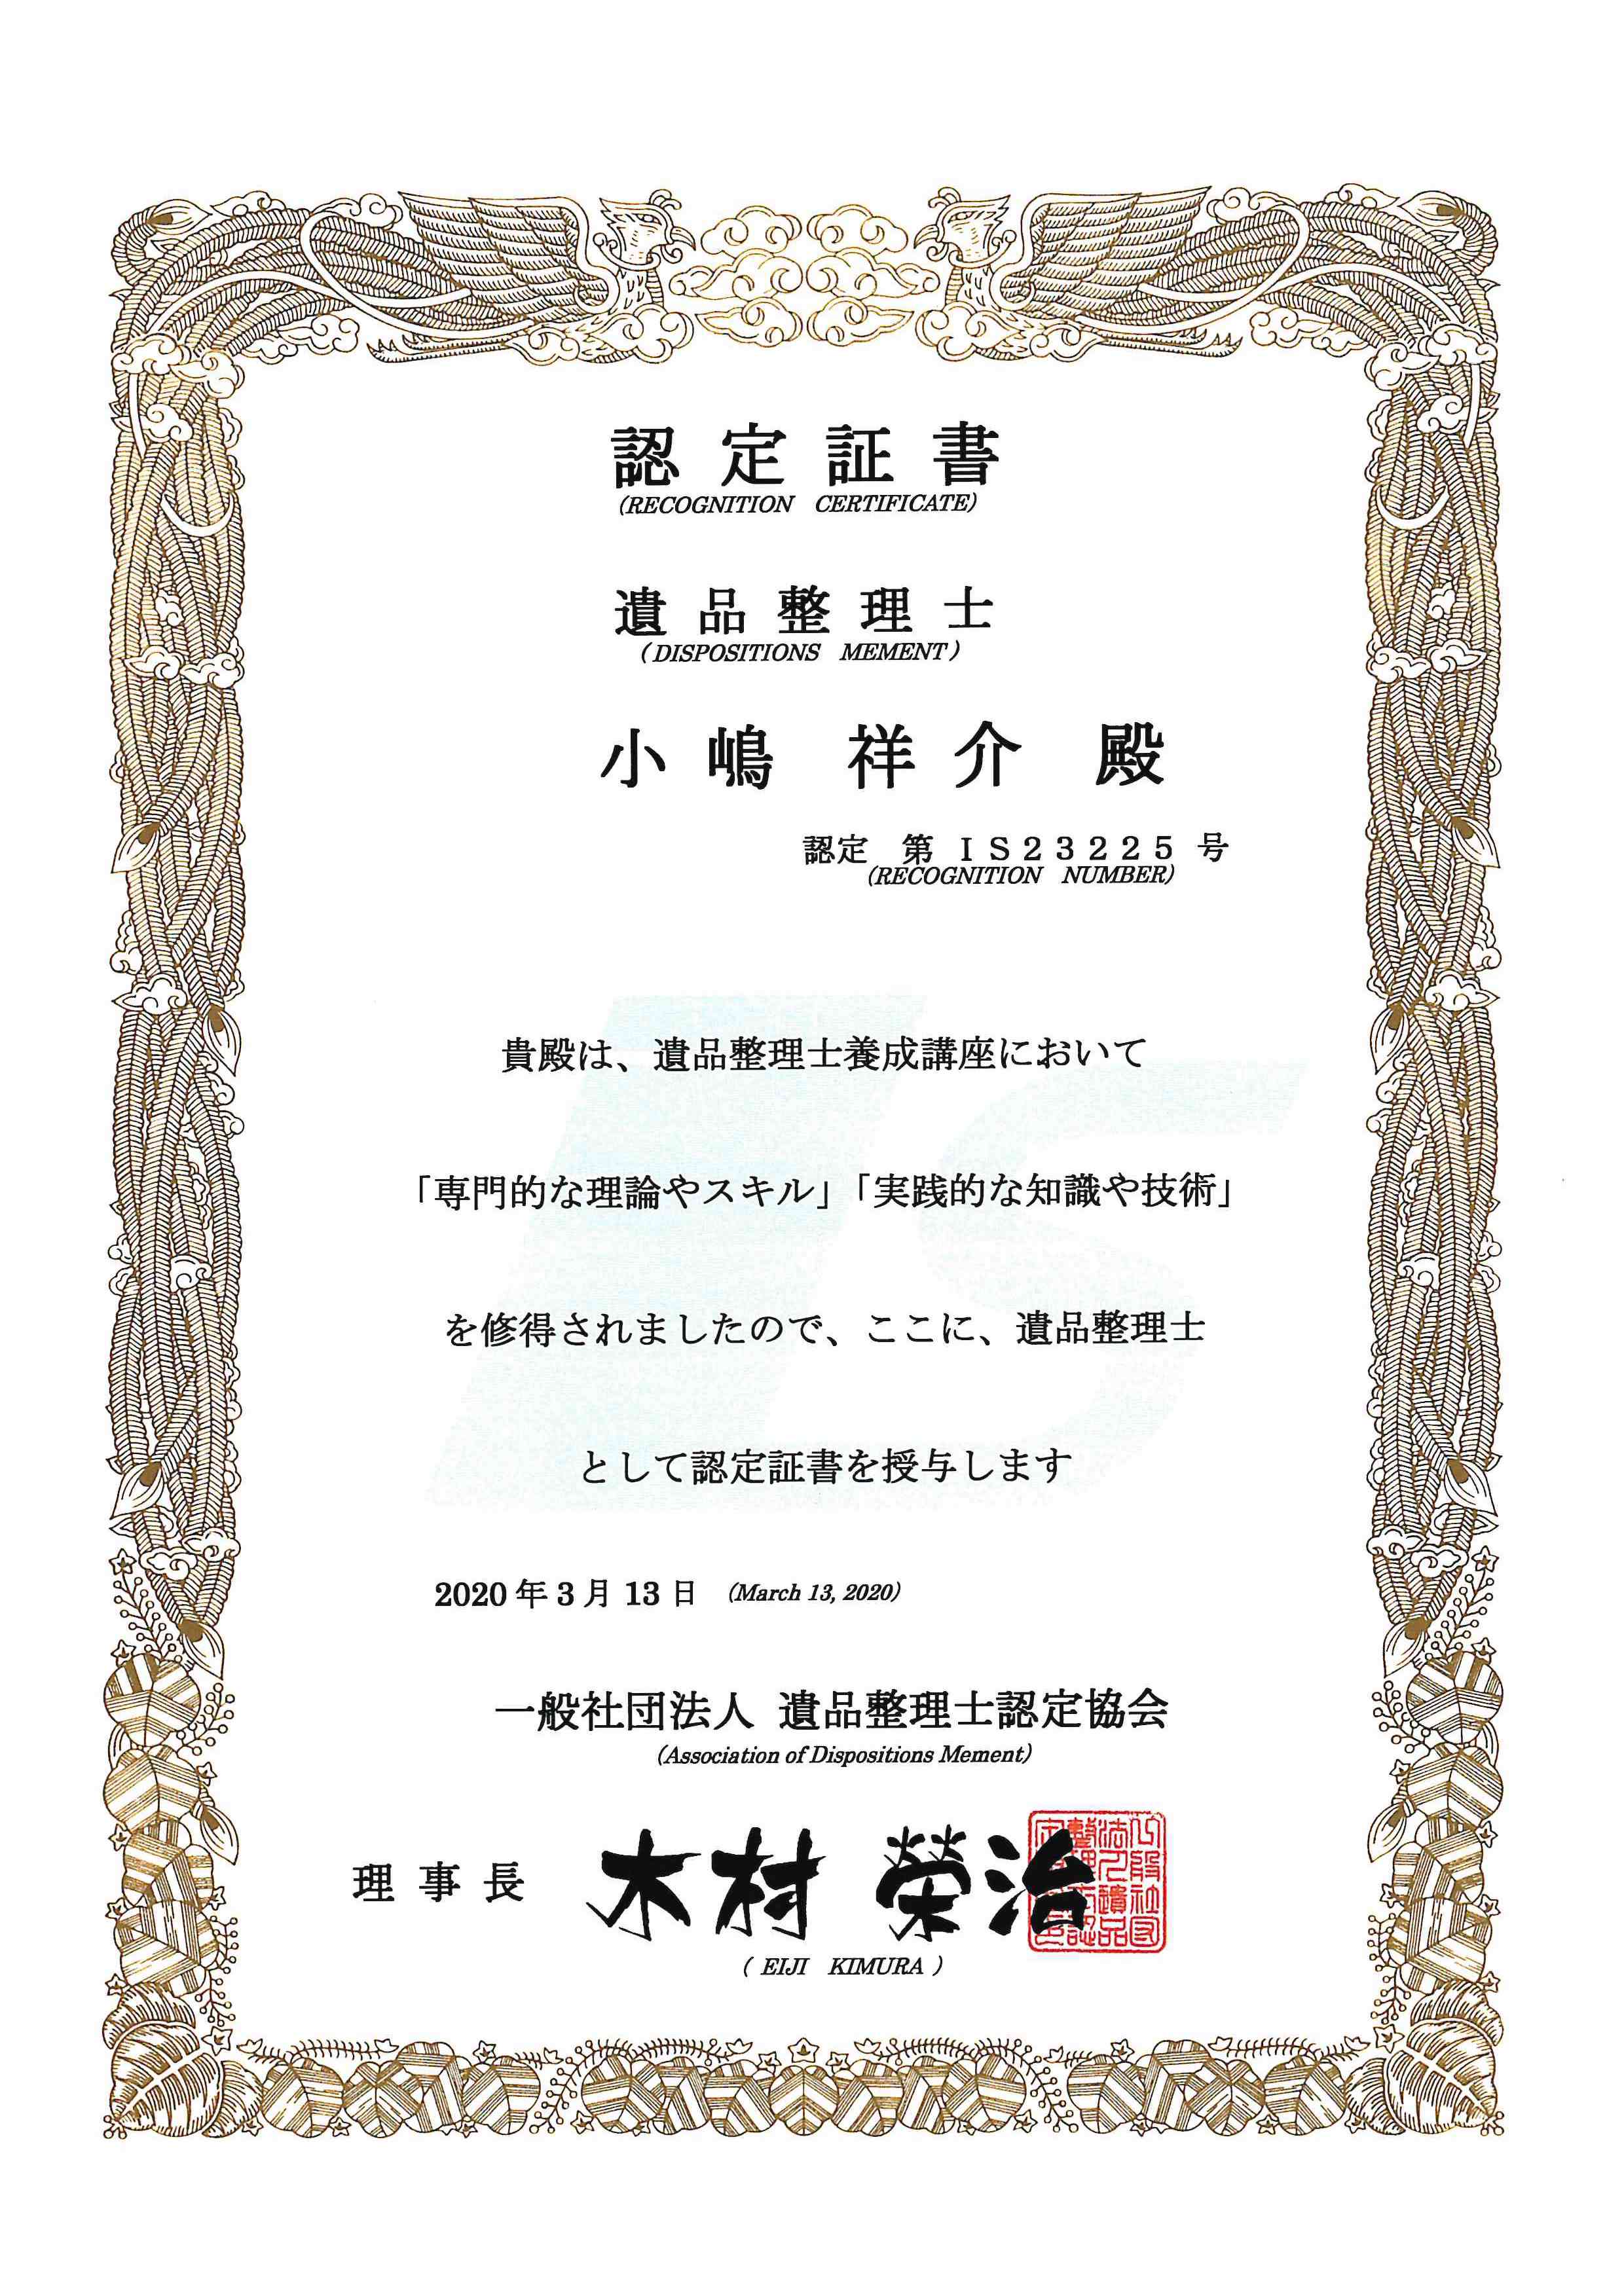 認定証書
(RECOGNITION CERTIFICATE)
遺品整理士
(DISPOSITIONS MEMENT)
小嶋 祥介 殿
認定 第 IS23225 号
(RECOGNITION NUMBER)
貴殿は、遺品整理士養成講座において
「専門的な理論やスキル」「実践的な知識や技術」
を修得されましたので、ここに、遺品整理士
として認定証書を授与します
2020年3月13日 (March 13, 2020)
一般社団法人 遺品整理士認定協会
(Association of Dispositions Mement)
理事長 木村 榮治
( EIJI KIMURA )